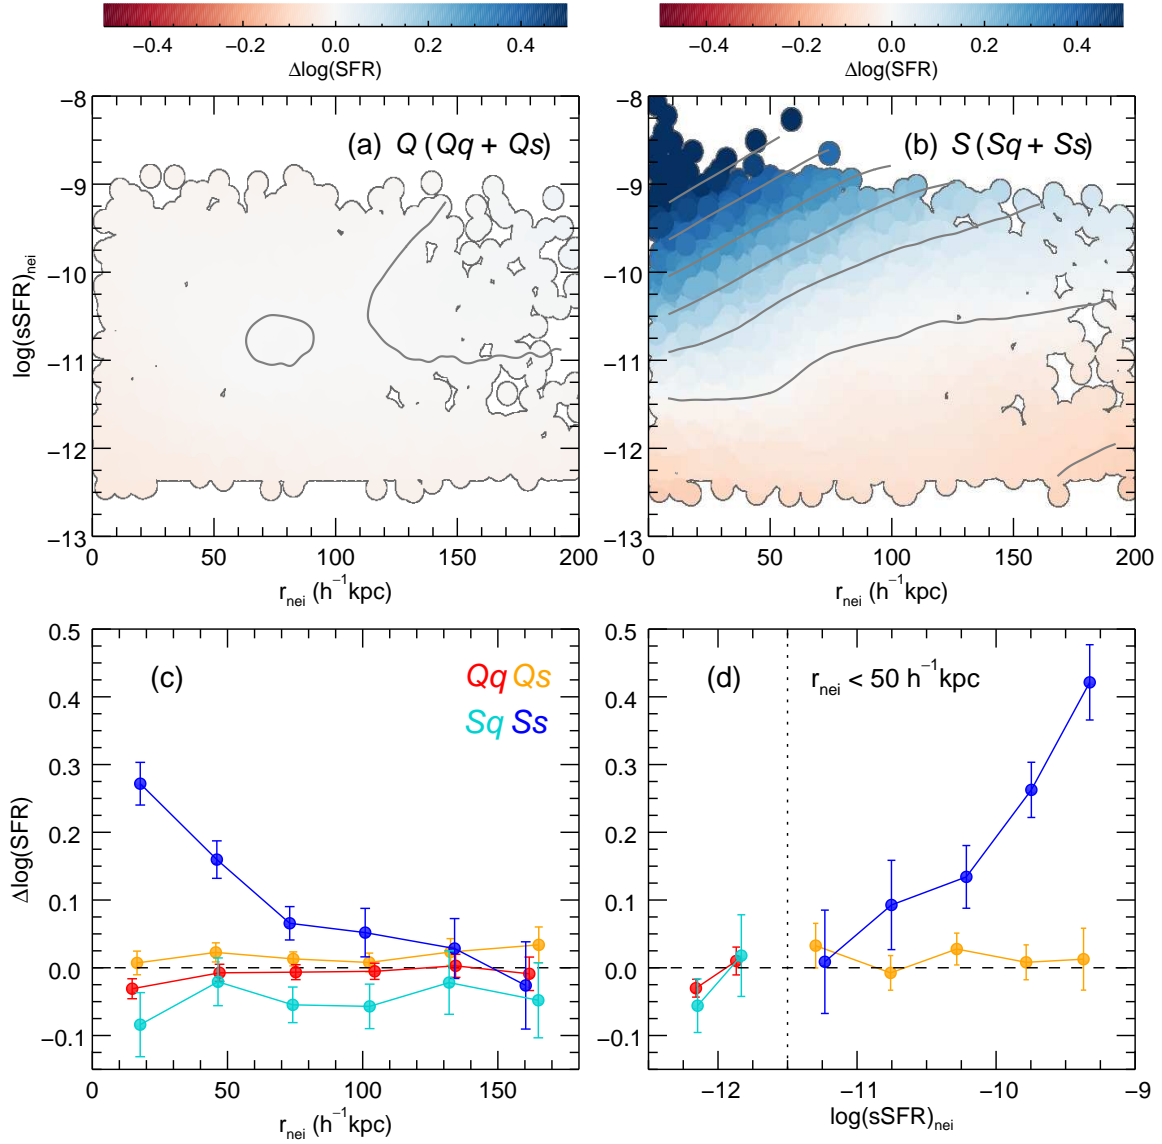 −0.4 −0.2 0.0 0.2 0.4
Δlog(SFR)
−0.4 −0.2 0.0 0.2 0.4
Δlog(SFR)
(a) Q (Qq + Qs)
−8
−9
−10
−11
−12
−13
log(sSFR)nei
0 50 100 150 200
rnei (h−1kpc)
(b) S (Sq + Ss)
−8
−9
−10
−11
−12
−13
0 50 100 150 200
rnei (h−1kpc)
(c)
Qq Qs
Sq Ss
0.5
0.4
0.3
0.2
0.1
0.0
−0.1
Δlog(SFR)
0 50 100 150
rnei (h−1kpc)
(d)
rnei < 50 h−1kpc
0.5
0.4
0.3
0.2
0.1
0.0
−0.1
−12 −11 −10 −9
log(sSFR)nei